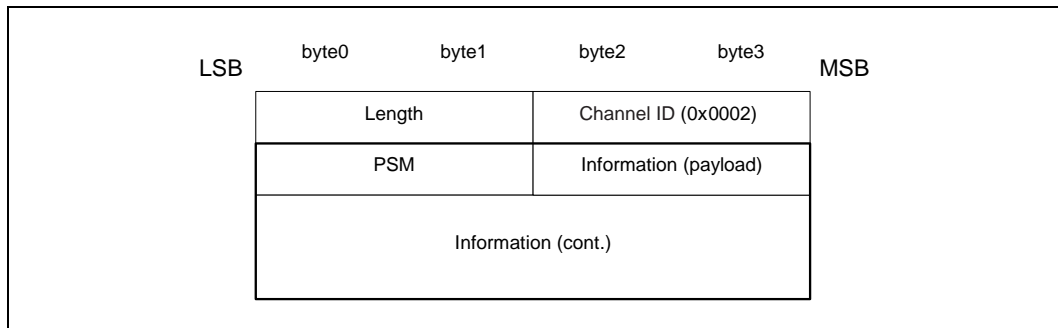 byte0 byte1 byte2 byte3
LSB MSB
Length Channel ID (0x0002)
PSM Information (payload)
Information (cont.)